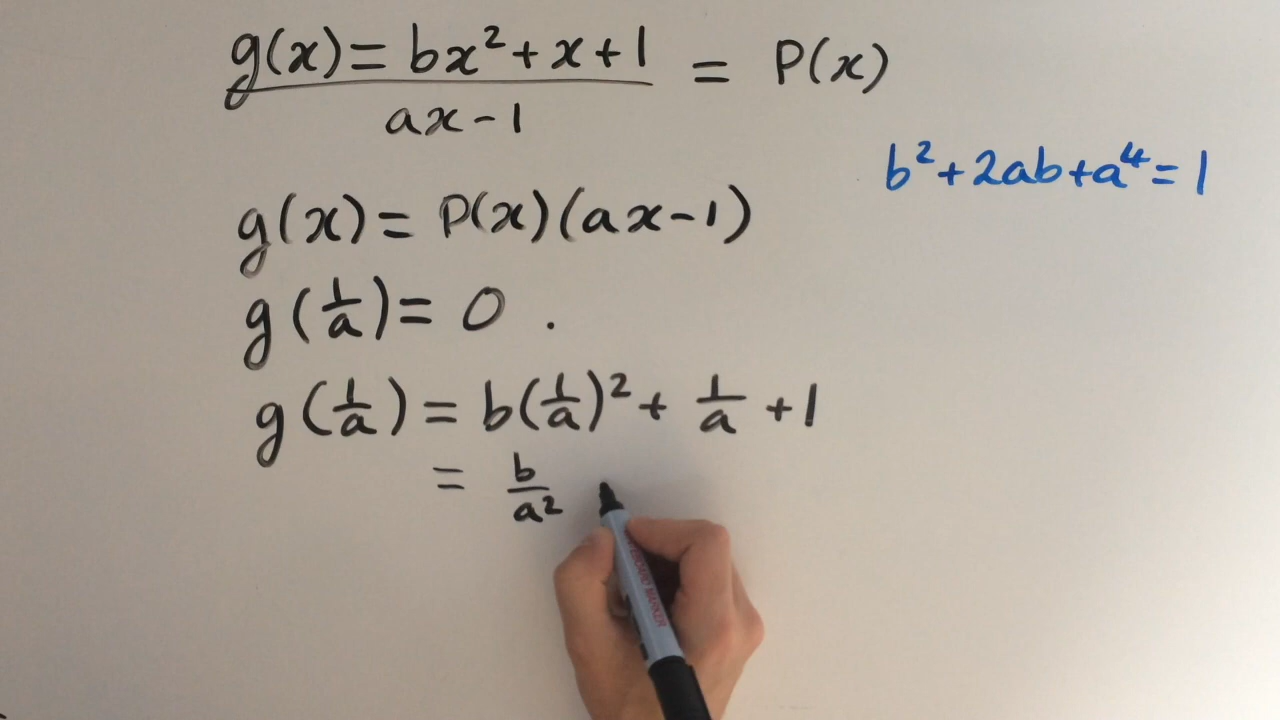 g(x) = bx² + x + 1 = P(x)
ax - 1
b² + 2ab + a⁴ = 1
g(x) = P(x)(ax - 1)
g(1/a) = 0 .
g(1/a) = b(1/a)² + 1/a + 1
= b/a²